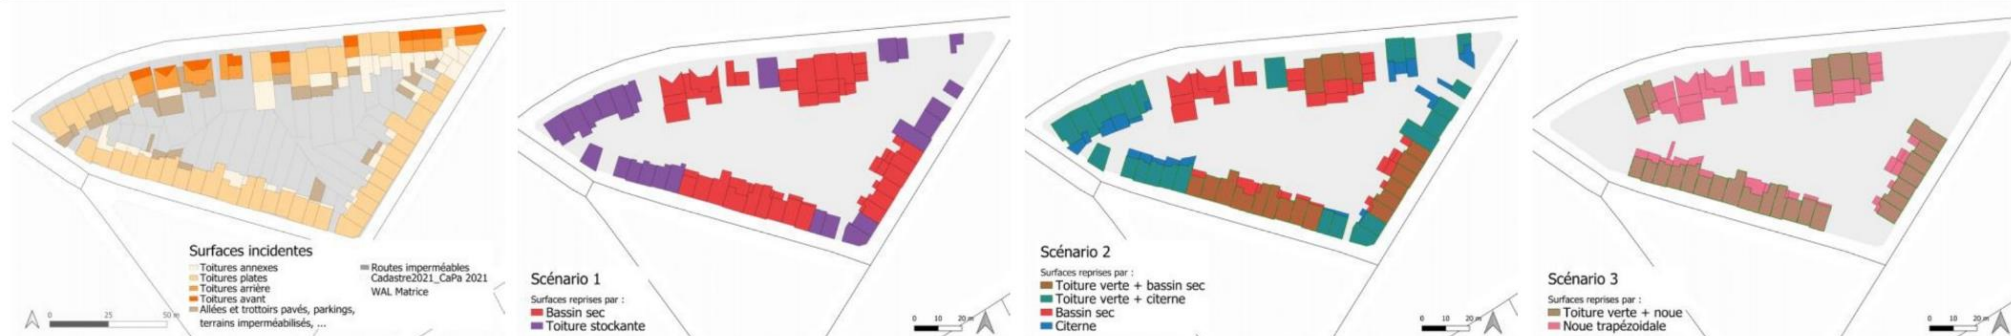 Surfaces incidentes
Toitures annexes
Toitures plates
Toitures arrière
Toitures avant
Allées et trottoirs pavés, parkings,
terrains imperméabilisés, ...
Routes imperméables
Cadastre2021_CaPa 2021
WAL Matrice
0 25 50 m
Scénario 1
Surfaces reprises par :
Bassin sec
Toiture stockante
0 10 20 m
Scénario 2
Surfaces reprises par :
Toiture verte + bassin sec
Toiture verte + citerne
Bassin sec
Citerne
0 10 20 m
Scénario 3
Surfaces reprises par :
Toiture verte + noue
Noue trapézoidale
0 10 20 m